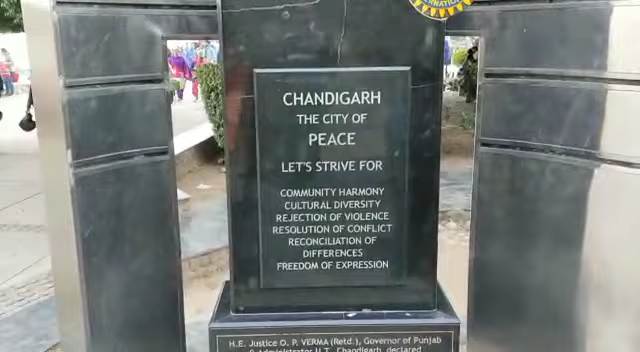 CHANDIGARH
THE CITY OF
PEACE
LET'S STRIVE FOR
COMMUNITY HARMONY
CULTURAL DIVERSITY
REJECTION OF VIOLENCE
RESOLUTION OF CONFLICT
RECONCILIATION OF
DIFFERENCES
FREEDOM OF EXPRESSION
H.E. Justice O. P. VERMA (Retd.), Governor of Punjab
& Administrator U.T., Chandigarh, declared